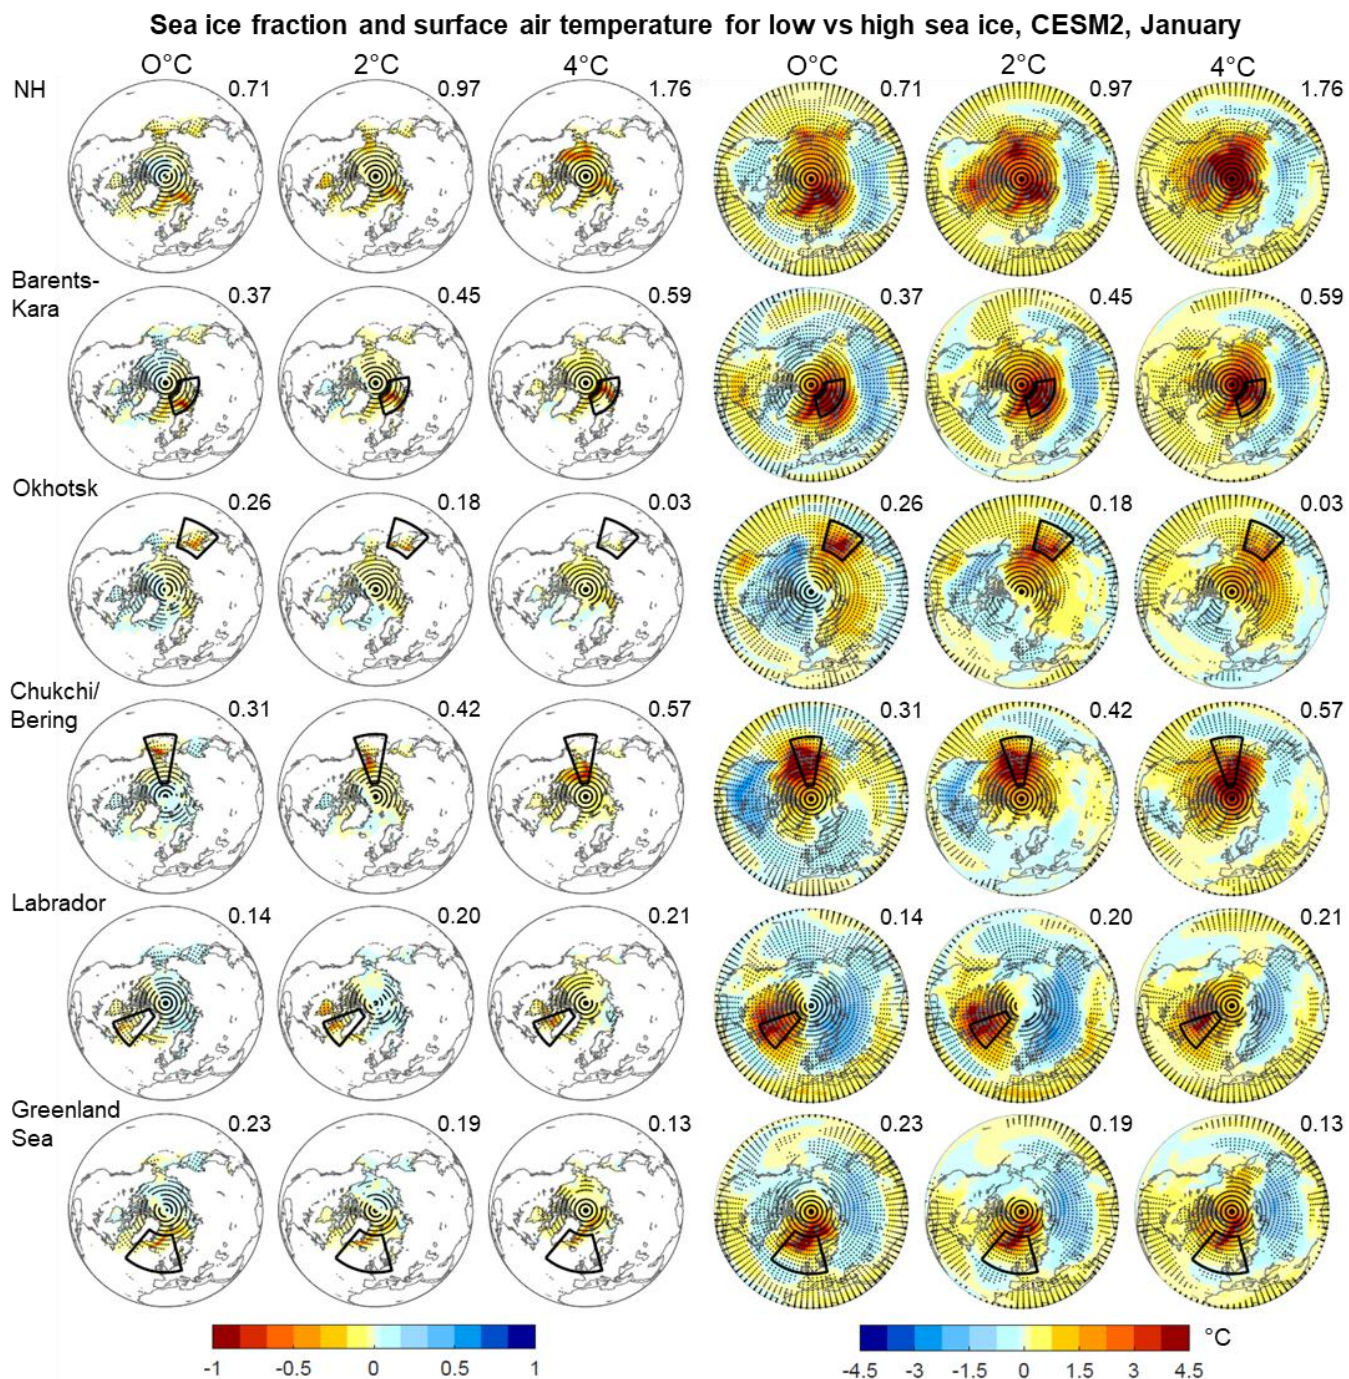 Sea ice fraction and surface air temperature for low vs high sea ice, CESM2, January
O°C 2°C 4°C O°C 2°C 4°C
NH 0.71 0.97 1.76 0.71 0.97 1.76
Barents-
Kara 0.37 0.45 0.59 0.37 0.45 0.59
Okhotsk 0.26 0.18 0.03 0.26 0.18 0.03
Chukchi/
Bering 0.31 0.42 0.57 0.31 0.42 0.57
Labrador 0.14 0.20 0.21 0.14 0.20 0.21
Greenland
Sea 0.23 0.19 0.13 0.23 0.19 0.13
°C
-1 -0.5 0 0.5 1 -4.5 -3 -1.5 0 1.5 3 4.5